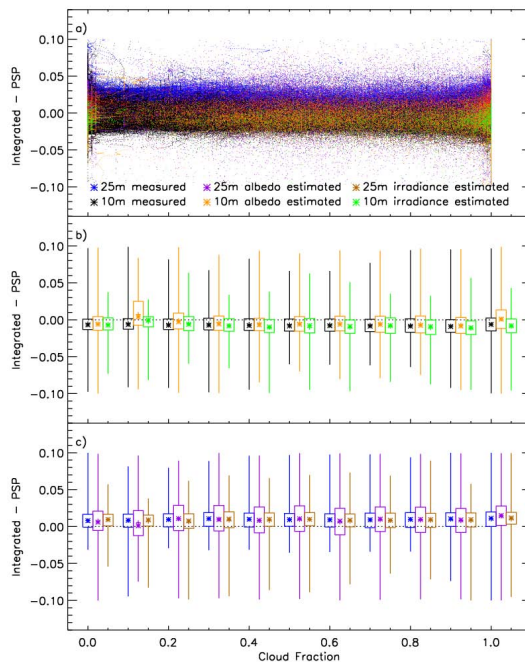 a)
Integrated – PSP
0.10
0.05
0.00
−0.05
−0.10
25m measured 25m albedo estimated 25m irradiance estimated
10m measured 10m albedo estimated 10m irradiance estimated
b)
Integrated – PSP
0.10
0.05
0.00
−0.05
−0.10
c)
Integrated – PSP
0.10
0.05
0.00
−0.05
−0.10
0.0 0.2 0.4 0.6 0.8 1.0
Cloud Fraction